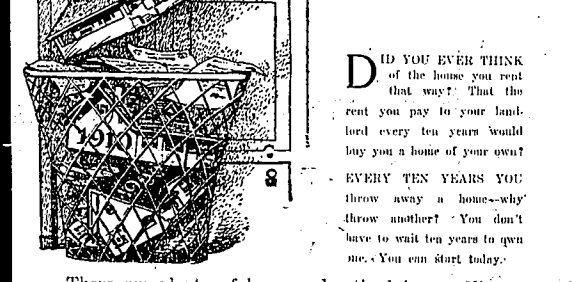 1910
DID YOU EVER THINK
of the house you rent
that way? That the
rent you pay to your land-
lord every ten years would
buy you a home of your own?
EVERY TEN YEARS YOU
throw away a home--why
throw another? You don't
have to wait ten years to own
one. You can start today.